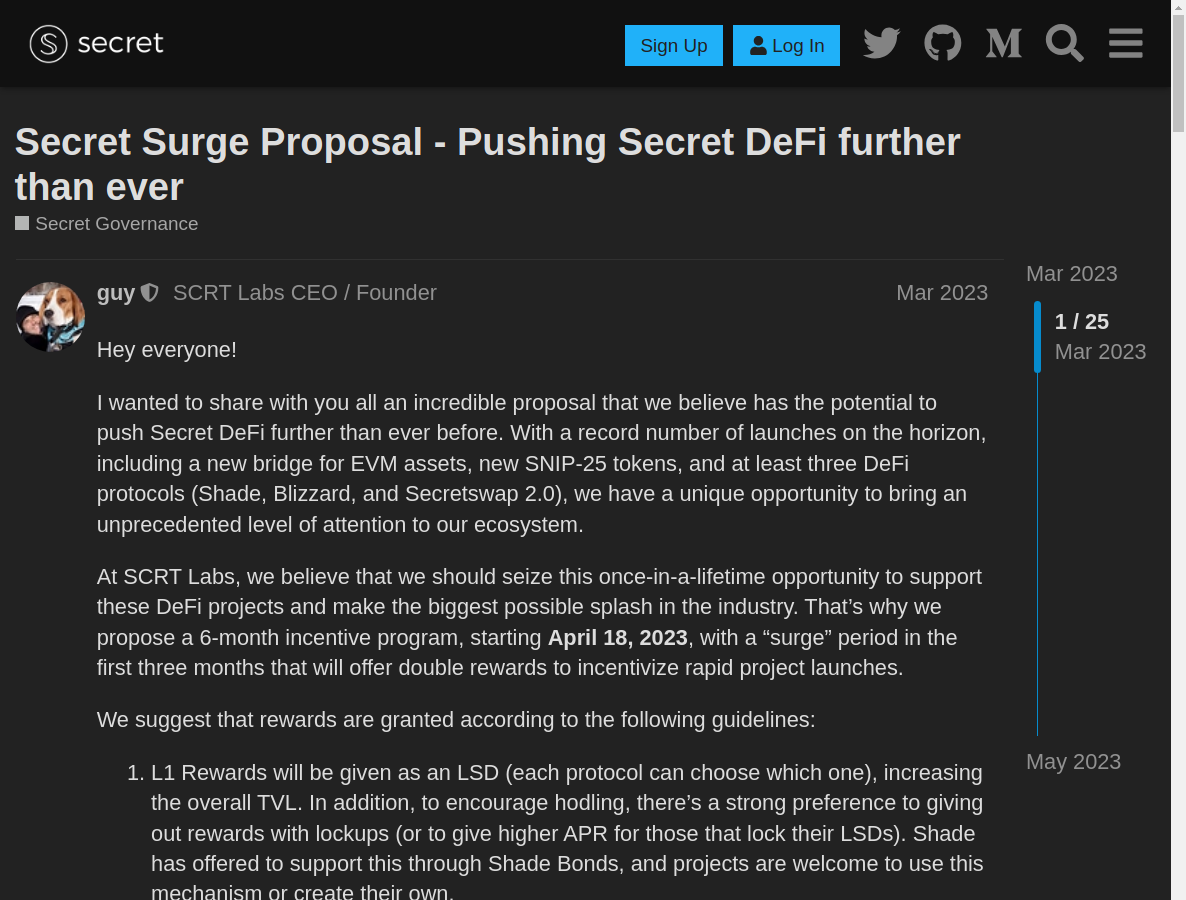 secret
Sign Up
Log In
Secret Surge Proposal - Pushing Secret DeFi further
than ever
Secret Governance
guy SCRT Labs CEO / Founder Mar 2023
Hey everyone!
I wanted to share with you all an incredible proposal that we believe has the potential to
push Secret DeFi further than ever before. With a record number of launches on the horizon,
including a new bridge for EVM assets, new SNIP-25 tokens, and at least three DeFi
protocols (Shade, Blizzard, and Secretswap 2.0), we have a unique opportunity to bring an
unprecedented level of attention to our ecosystem.
At SCRT Labs, we believe that we should seize this once-in-a-lifetime opportunity to support
these DeFi projects and make the biggest possible splash in the industry. That’s why we
propose a 6-month incentive program, starting April 18, 2023, with a “surge” period in the
first three months that will offer double rewards to incentivize rapid project launches.
We suggest that rewards are granted according to the following guidelines:
1. L1 Rewards will be given as an LSD (each protocol can choose which one), increasing
the overall TVL. In addition, to encourage hodling, there’s a strong preference to giving
out rewards with lockups (or to give higher APR for those that lock their LSDs). Shade
has offered to support this through Shade Bonds, and projects are welcome to use this
mechanism or create their own.
Mar 2023
1 / 25
Mar 2023
May 2023